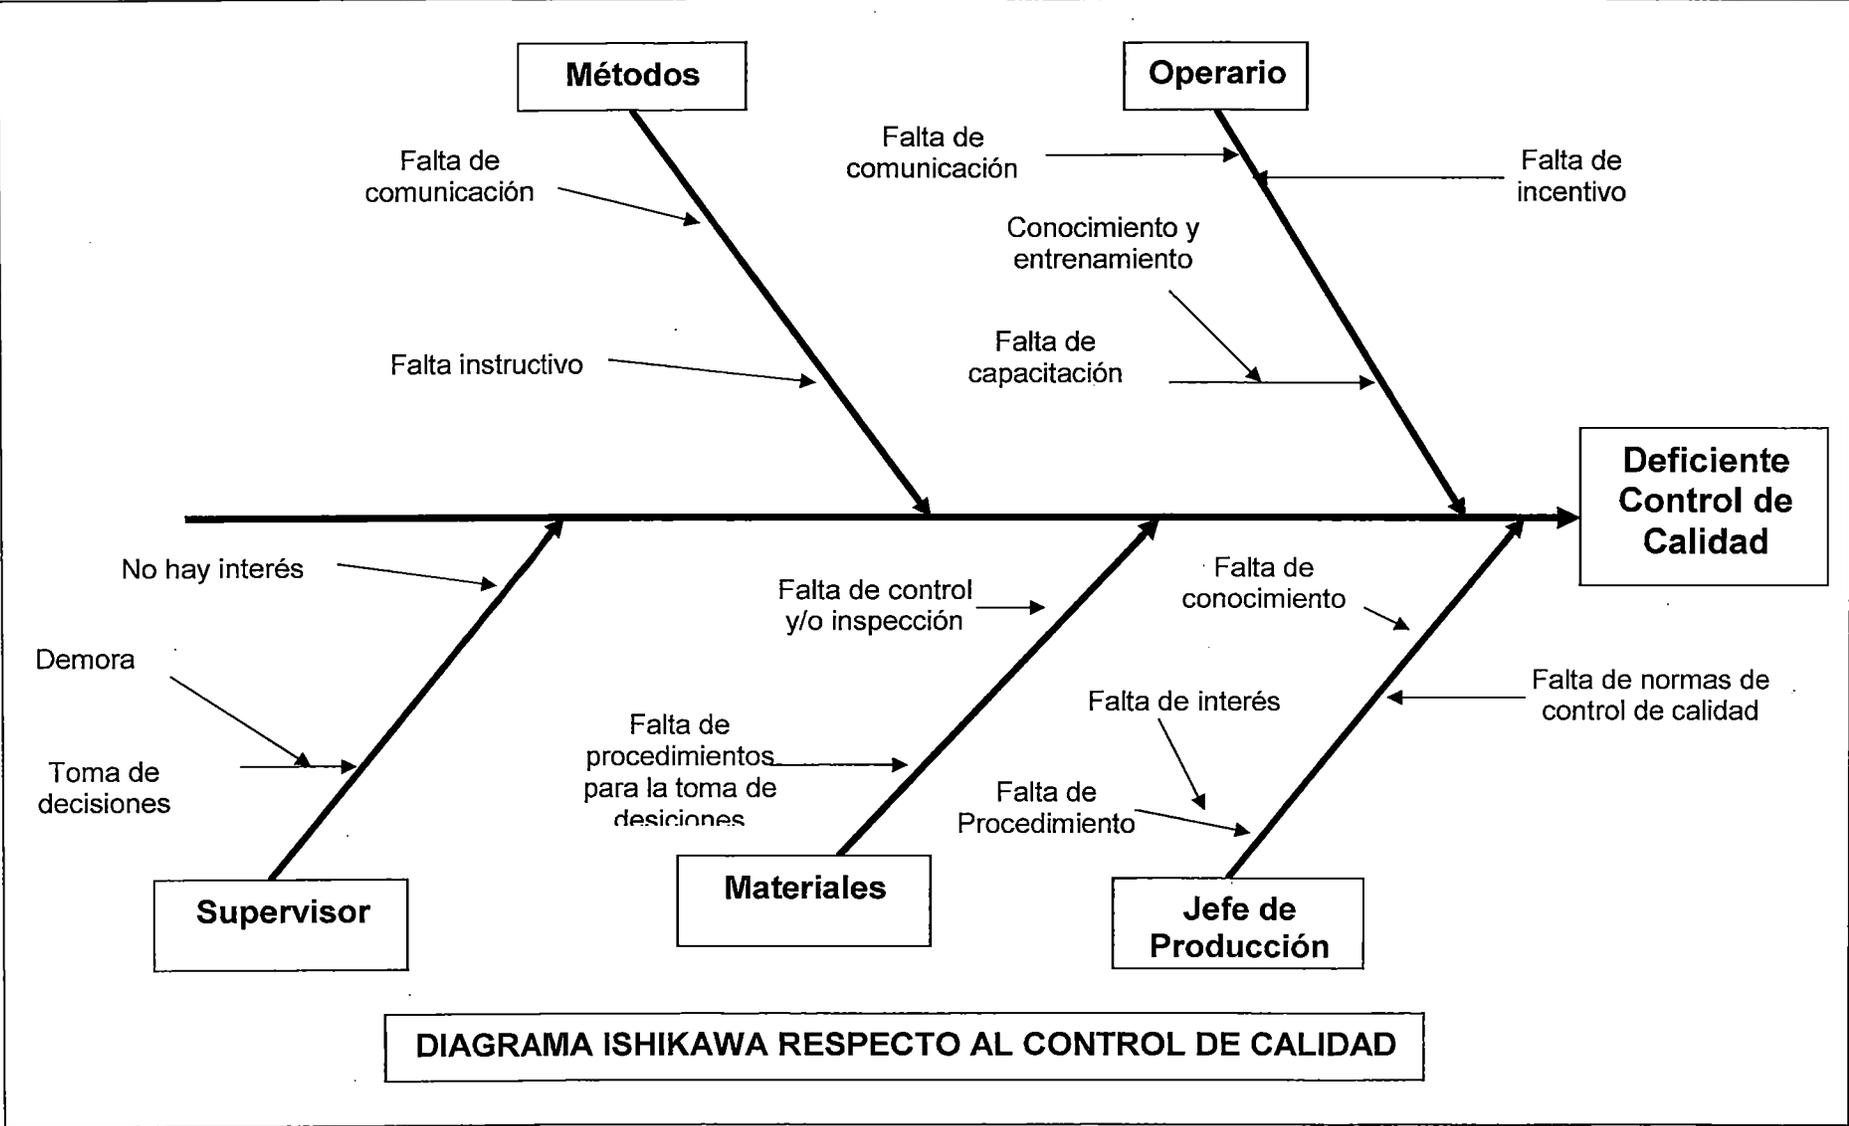 Métodos
Operario
Falta de
comunicación
Falta de
comunicación
Falta de
incentivo
Conocimiento y
entrenamiento
Falta instructivo
Falta de
capacitación
Deficiente
Control de
Calidad
No hay interés
Falta de control
y/o inspección
Falta de
conocimiento
Demora
Falta de normas de
control de calidad
Falta de interés
Toma de
decisiones
Falta de
procedimientos
para la toma de
desiciones
Falta de
Procedimiento
Supervisor
Materiales
Jefe de
Producción
DIAGRAMA ISHIKAWA RESPECTO AL CONTROL DE CALIDAD